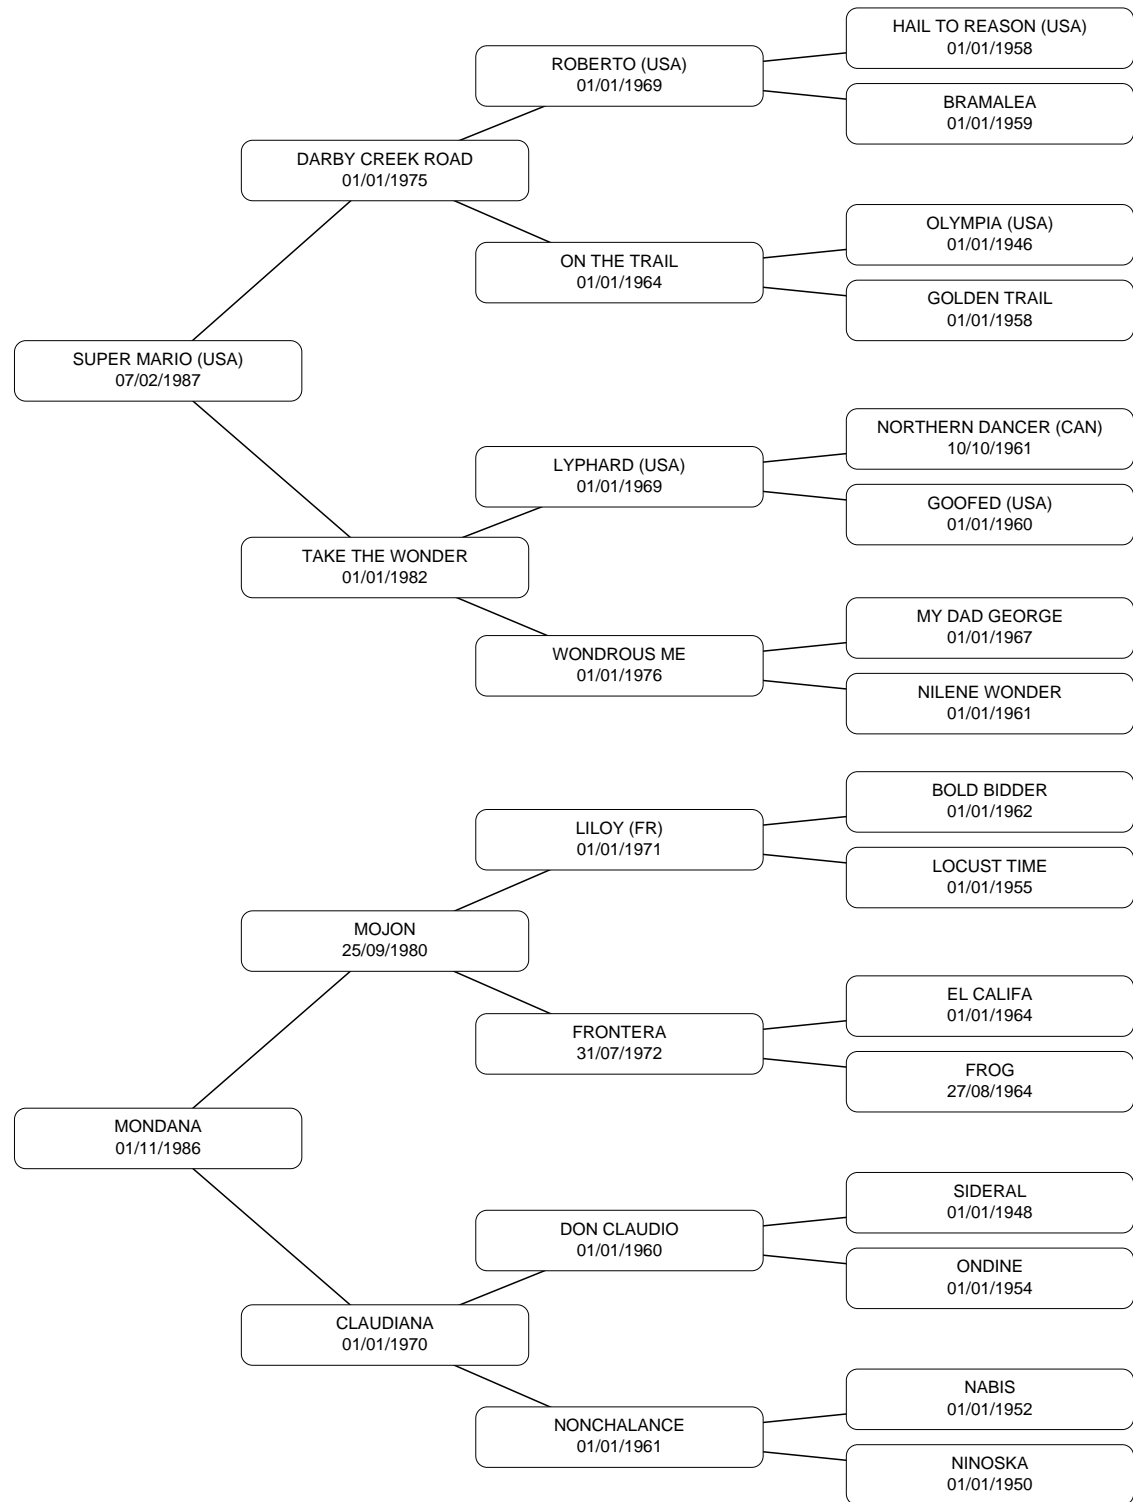 HAIL TO REASON (USA)
01/01/1958
ROBERTO (USA)
01/01/1969
BRAMALEA
01/01/1959
DARBY CREEK ROAD
01/01/1975
OLYMPIA (USA)
01/01/1946
ON THE TRAIL
01/01/1964
GOLDEN TRAIL
01/01/1958
SUPER MARIO (USA)
07/02/1987
NORTHERN DANCER (CAN)
10/10/1961
LYPHARD (USA)
01/01/1969
GOOFED (USA)
01/01/1960
TAKE THE WONDER
01/01/1982
MY DAD GEORGE
01/01/1967
WONDROUS ME
01/01/1976
NILENE WONDER
01/01/1961
BOLD BIDDER
01/01/1962
LILOY (FR)
01/01/1971
LOCUST TIME
01/01/1955
MOJON
25/09/1980
EL CALIFA
01/01/1964
FRONTERA
31/07/1972
FROG
27/08/1964
MONDANA
01/11/1986
SIDERAL
01/01/1948
DON CLAUDIO
01/01/1960
ONDINE
01/01/1954
CLAUDIANA
01/01/1970
NABIS
01/01/1952
NONCHALANCE
01/01/1961
NINOSKA
01/01/1950